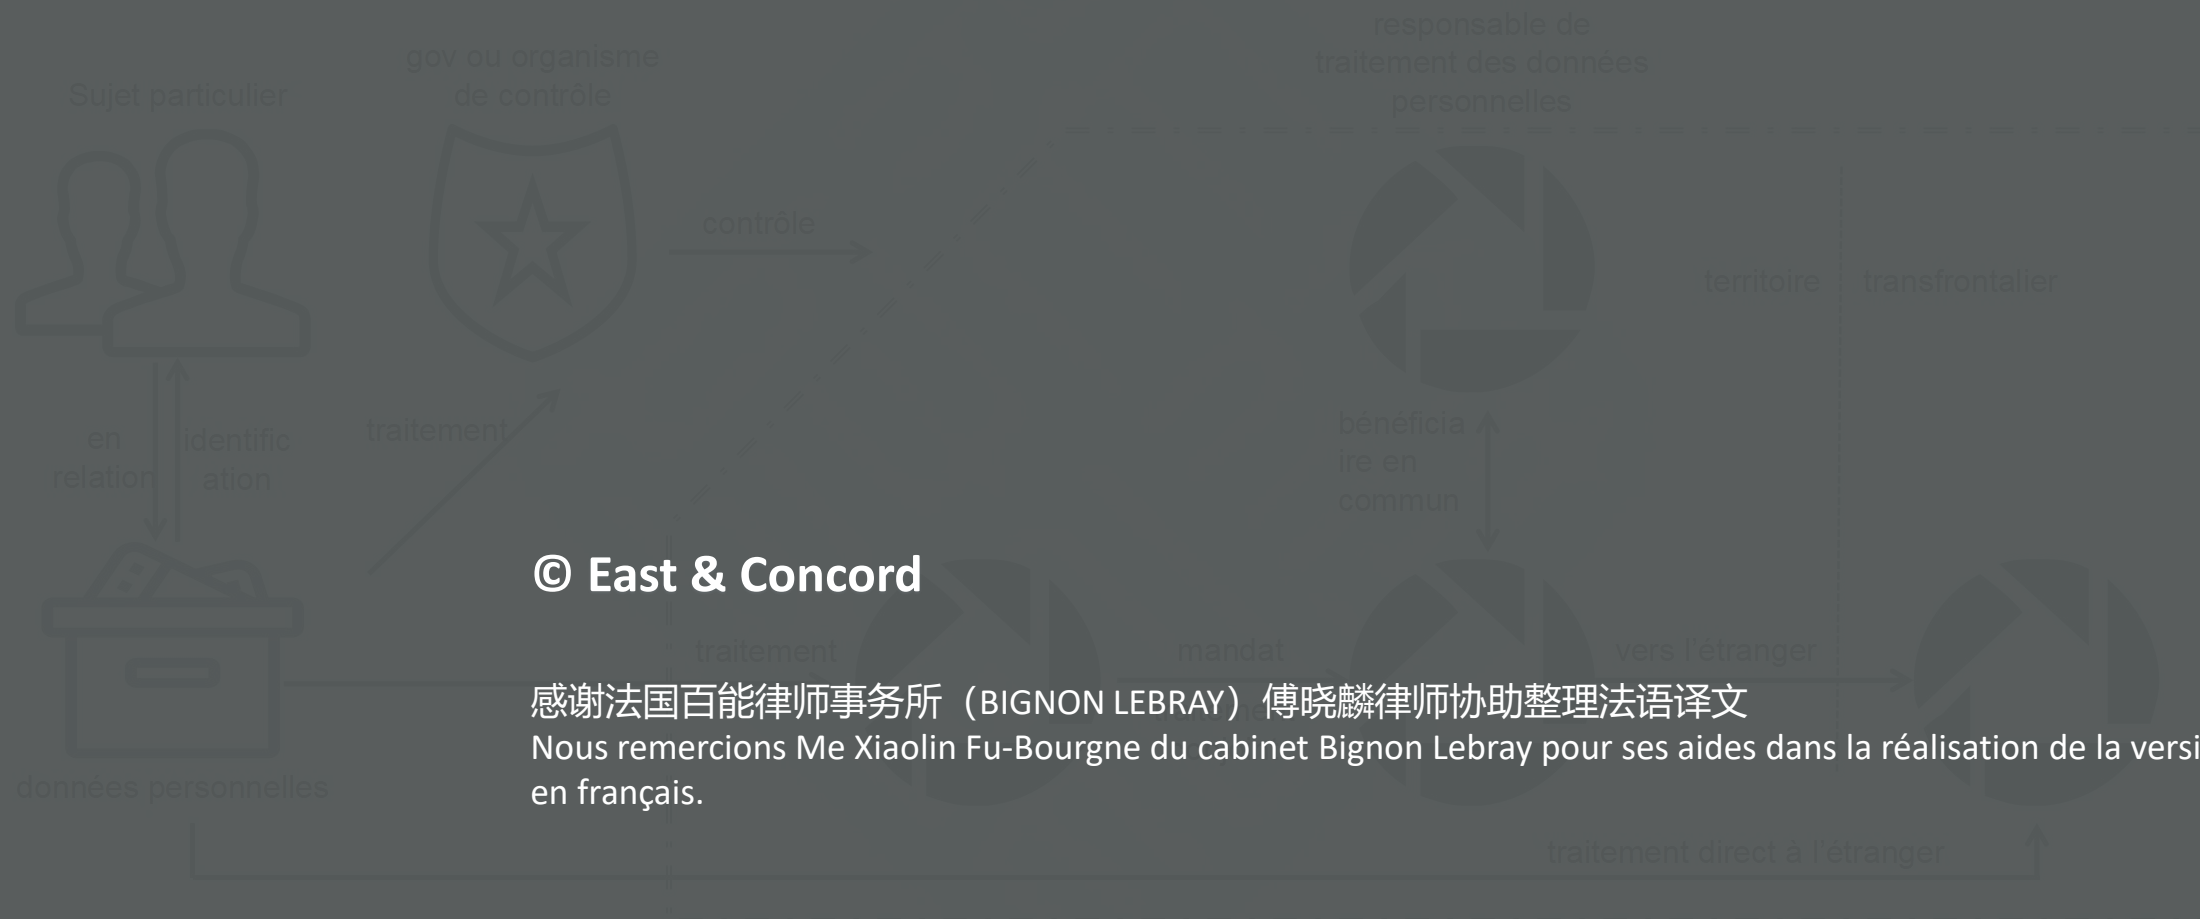 responsable de
traitement des données
personnelles
gov ou organisme
de contrôle
Sujet particulier
contrôle
territoire
transfrontalier
en
relation
identific
ation
traitement
bénéficia
ire en
commun
© East & Concord
traitement
mandat
vers l'étranger
感谢法国百能律师事务所（BIGNON LEBRAY）傅晓麟律师协助整理法语译文
Nous remercions Me Xiaolin Fu-Bourgne du cabinet Bignon Lebray pour ses aides dans la réalisation de la versi
en français.
données personnelles
traitement direct à l'étranger